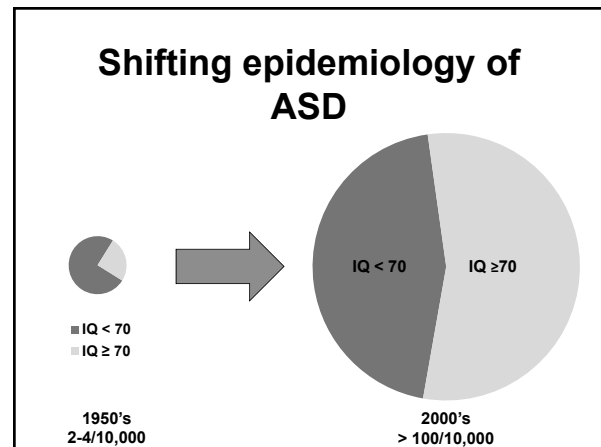 Shifting epidemiology of
ASD
IQ < 70
IQ ≥70
IQ < 70
IQ ≥ 70
1950's
2-4/10,000
2000's
> 100/10,000